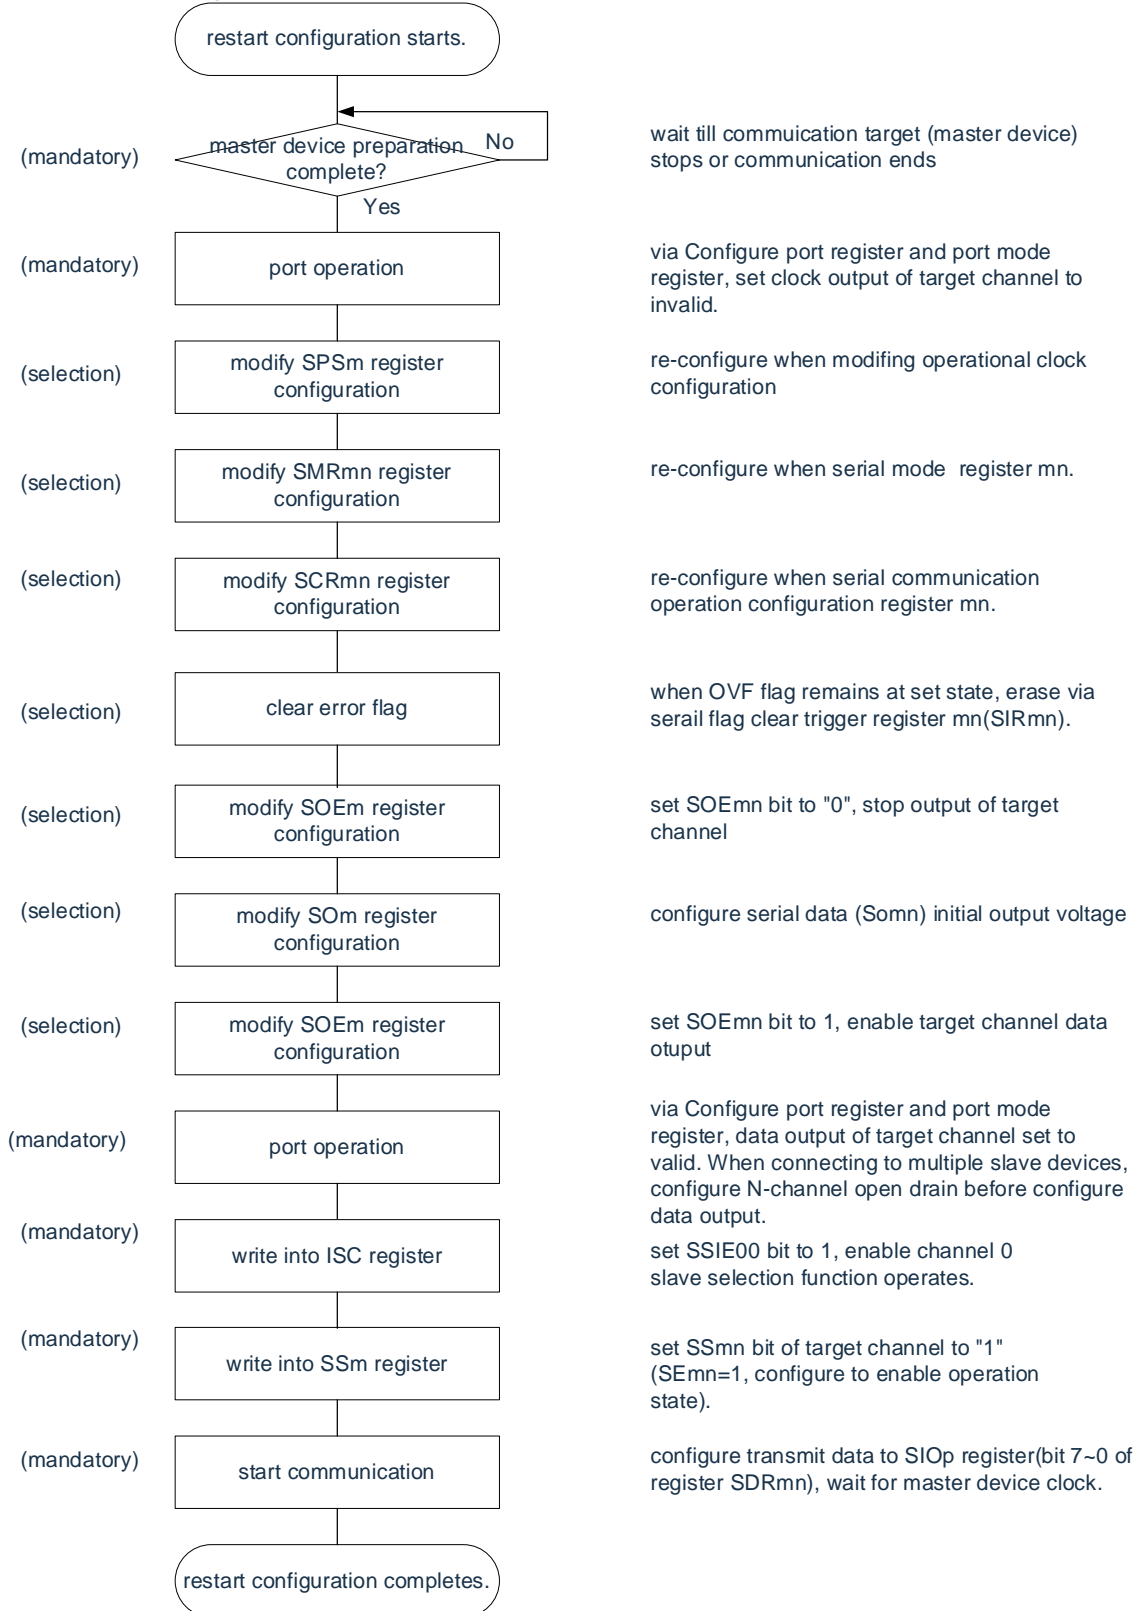 restart configuration starts.
(mandatory)
master device preparation
complete?
No
Yes
wait till commuication target (master device)
stops or communication ends
(mandatory)
port operation
via Configure port register and port mode
register, set clock output of target channel to
invalid.
(selection)
modify SPSm register
configuration
re-configure when modifing operational clock
configuration
(selection)
modify SMRmn register
configuration
re-configure when serial mode  register mn.
(selection)
modify SCRmn register
configuration
re-configure when serial communication
operation configuration register mn.
(selection)
clear error flag
when OVF flag remains at set state, erase via
serail flag clear trigger register mn(SIRmn).
(selection)
modify SOEm register
configuration
set SOEmn bit to "0", stop output of target
channel
(selection)
modify SOm register
configuration
configure serial data (Somn) initial output voltage
(selection)
modify SOEm register
configuration
set SOEmn bit to 1, enable target channel data
otuput
(mandatory)
port operation
via Configure port register and port mode
register, data output of target channel set to
valid. When connecting to multiple slave devices,
configure N-channel open drain before configure
data output.
(mandatory)
write into ISC register
set SSIE00 bit to 1, enable channel 0
slave selection function operates.
(mandatory)
write into SSm register
set SSmn bit of target channel to "1"
(SEmn=1, configure to enable operation
state).
(mandatory)
start communication
configure transmit data to SIOp register(bit 7~0 of
register SDRmn), wait for master device clock.
restart configuration completes.